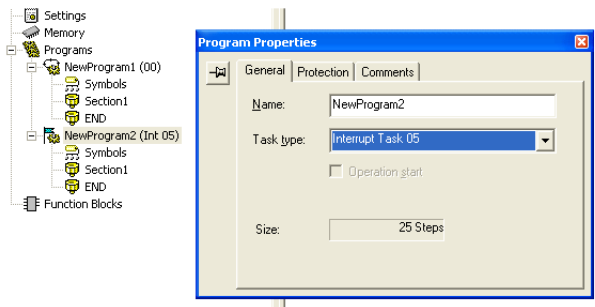 Settings
Memory
Programs
NewProgram1 (00)
Symbols
Section1
END
NewProgram2 (Int 05)
Symbols
Section1
END
Function Blocks
Program Properties
General Protection Comments
Name: NewProgram2
Task type: Interrupt Task 05
Operation start
Size: 25 Steps